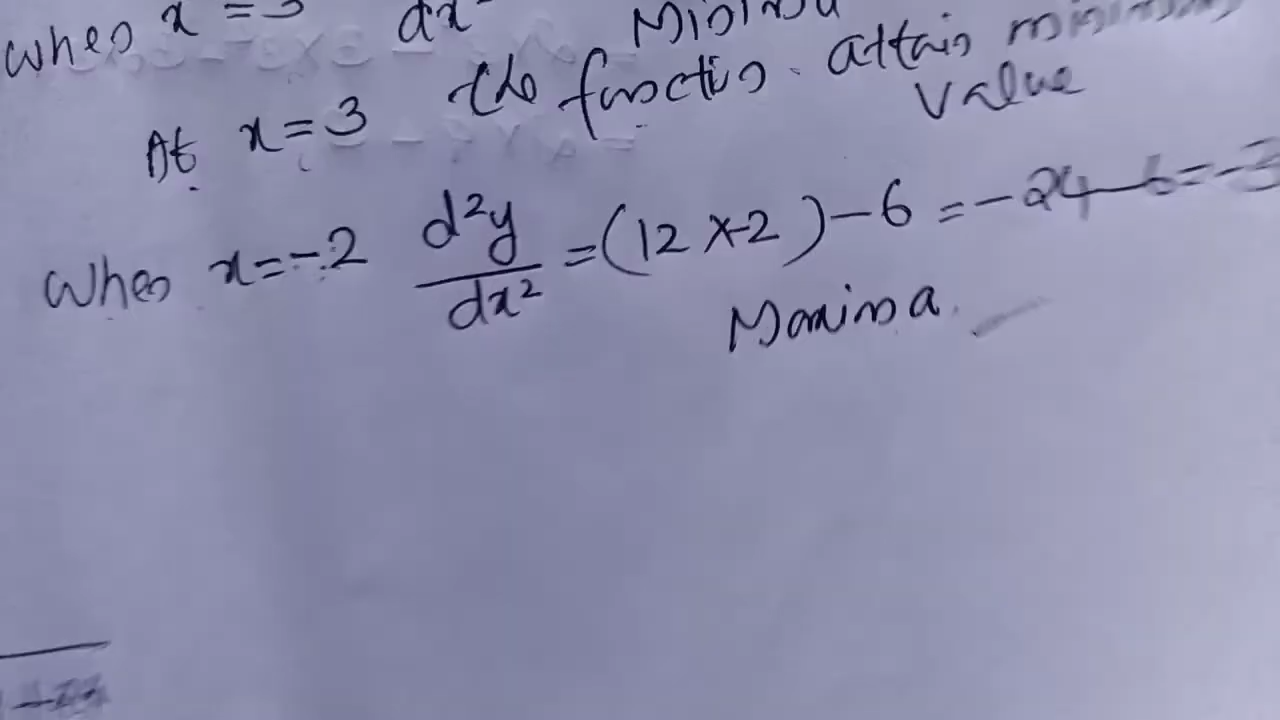 When x = 3 dx² Minima
At x=3 the function attain minimum
value
When x=-2 d²y/dx² = (12 x-2) -6 = -24-6=-3
Maxima